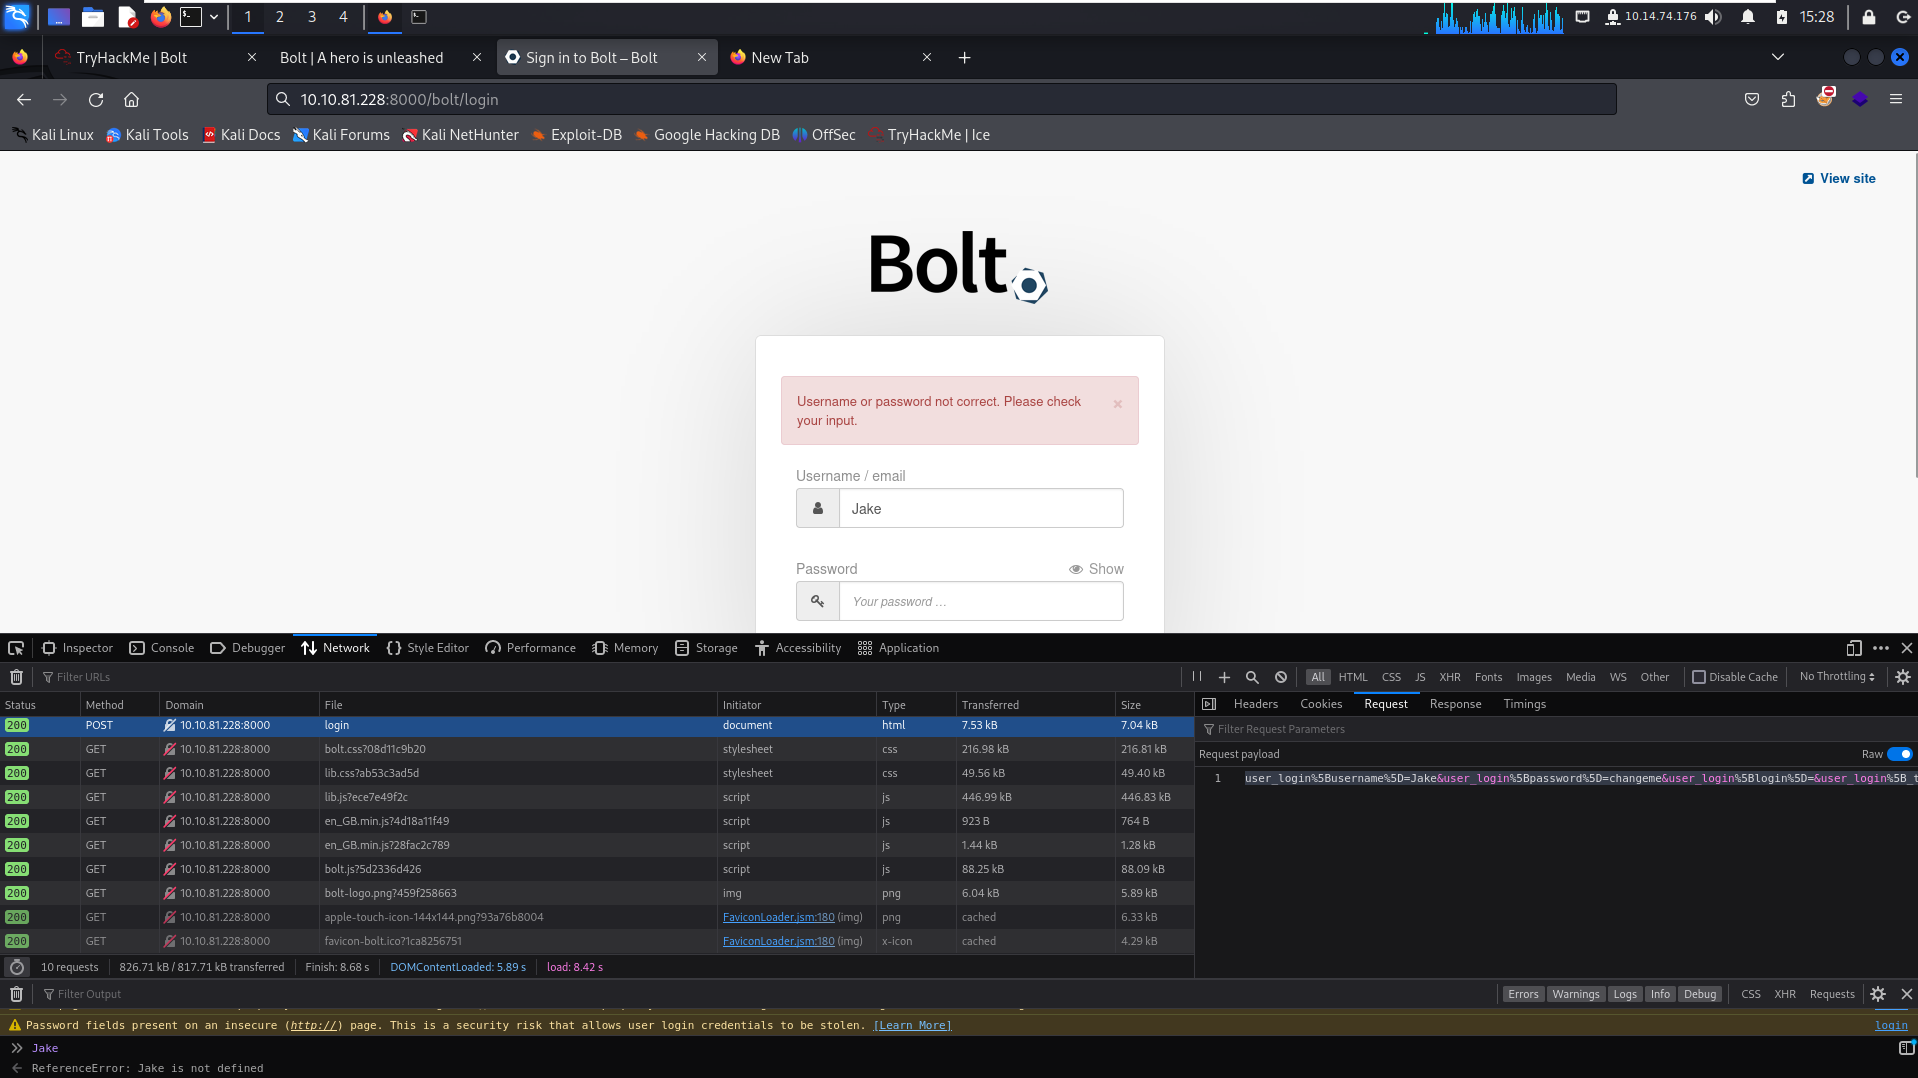 1 2 3 4 10.14.74.176 15:28
TryHackMe | Bolt Bolt | A hero is unleashed Sign in to Bolt – Bolt New Tab
10.10.81.228:8000/bolt/login
Kali Linux Kali Tools Kali Docs Kali Forums Kali NetHunter Exploit-DB Google Hacking DB OffSec TryHackMe | Ice
View site
Bolt
Username or password not correct. Please check
your input.
Username / email
Jake
Password Show
Your password …
Inspector Console Debugger Network Style Editor Performance Memory Storage Accessibility Application
Filter URLs All HTML CSS JS XHR Fonts Images Media WS Other Disable Cache No Throttling
Status Method Domain File Initiator Type Transferred Size Headers Cookies Request Response Timings
200 POST 10.10.81.228:8000 login document html 7.53 kB 7.04 kB Filter Request Parameters
200 GET 10.10.81.228:8000 bolt.css?08d11c9b20 stylesheet css 216.98 kB 216.81 kB Request payload Raw
200 GET 10.10.81.228:8000 lib.css?ab53c3ad5d stylesheet css 49.56 kB 49.40 kB 1 user_login%5Busername%5D=Jake&user_login%5Bpassword%5D=changeme&user_login%5Blogin%5D=&user_login%5B_t
200 GET 10.10.81.228:8000 lib.js?ece7e49f2c script js 446.99 kB 446.83 kB
200 GET 10.10.81.228:8000 en_GB.min.js?4d18a11f49 script js 923 B 764 B
200 GET 10.10.81.228:8000 en_GB.min.js?28fac2c789 script js 1.44 kB 1.28 kB
200 GET 10.10.81.228:8000 bolt.js?5d2336d426 script js 88.25 kB 88.09 kB
200 GET 10.10.81.228:8000 bolt-logo.png?459f258663 img png 6.04 kB 5.89 kB
200 GET 10.10.81.228:8000 apple-touch-icon-144x144.png?93a76b8004 FaviconLoader.jsm:180 (img) png cached 6.33 kB
200 GET 10.10.81.228:8000 favicon-bolt.ico?1ca8256751 FaviconLoader.jsm:180 (img) x-icon cached 4.29 kB
10 requests 826.71 kB / 817.71 kB transferred Finish: 8.68 s DOMContentLoaded: 5.89 s load: 8.42 s
Filter Output Errors Warnings Logs Info Debug CSS XHR Requests
Password fields present on an insecure (http://) page. This is a security risk that allows user login credentials to be stolen. [Learn More] login
Jake
ReferenceError: Jake is not defined